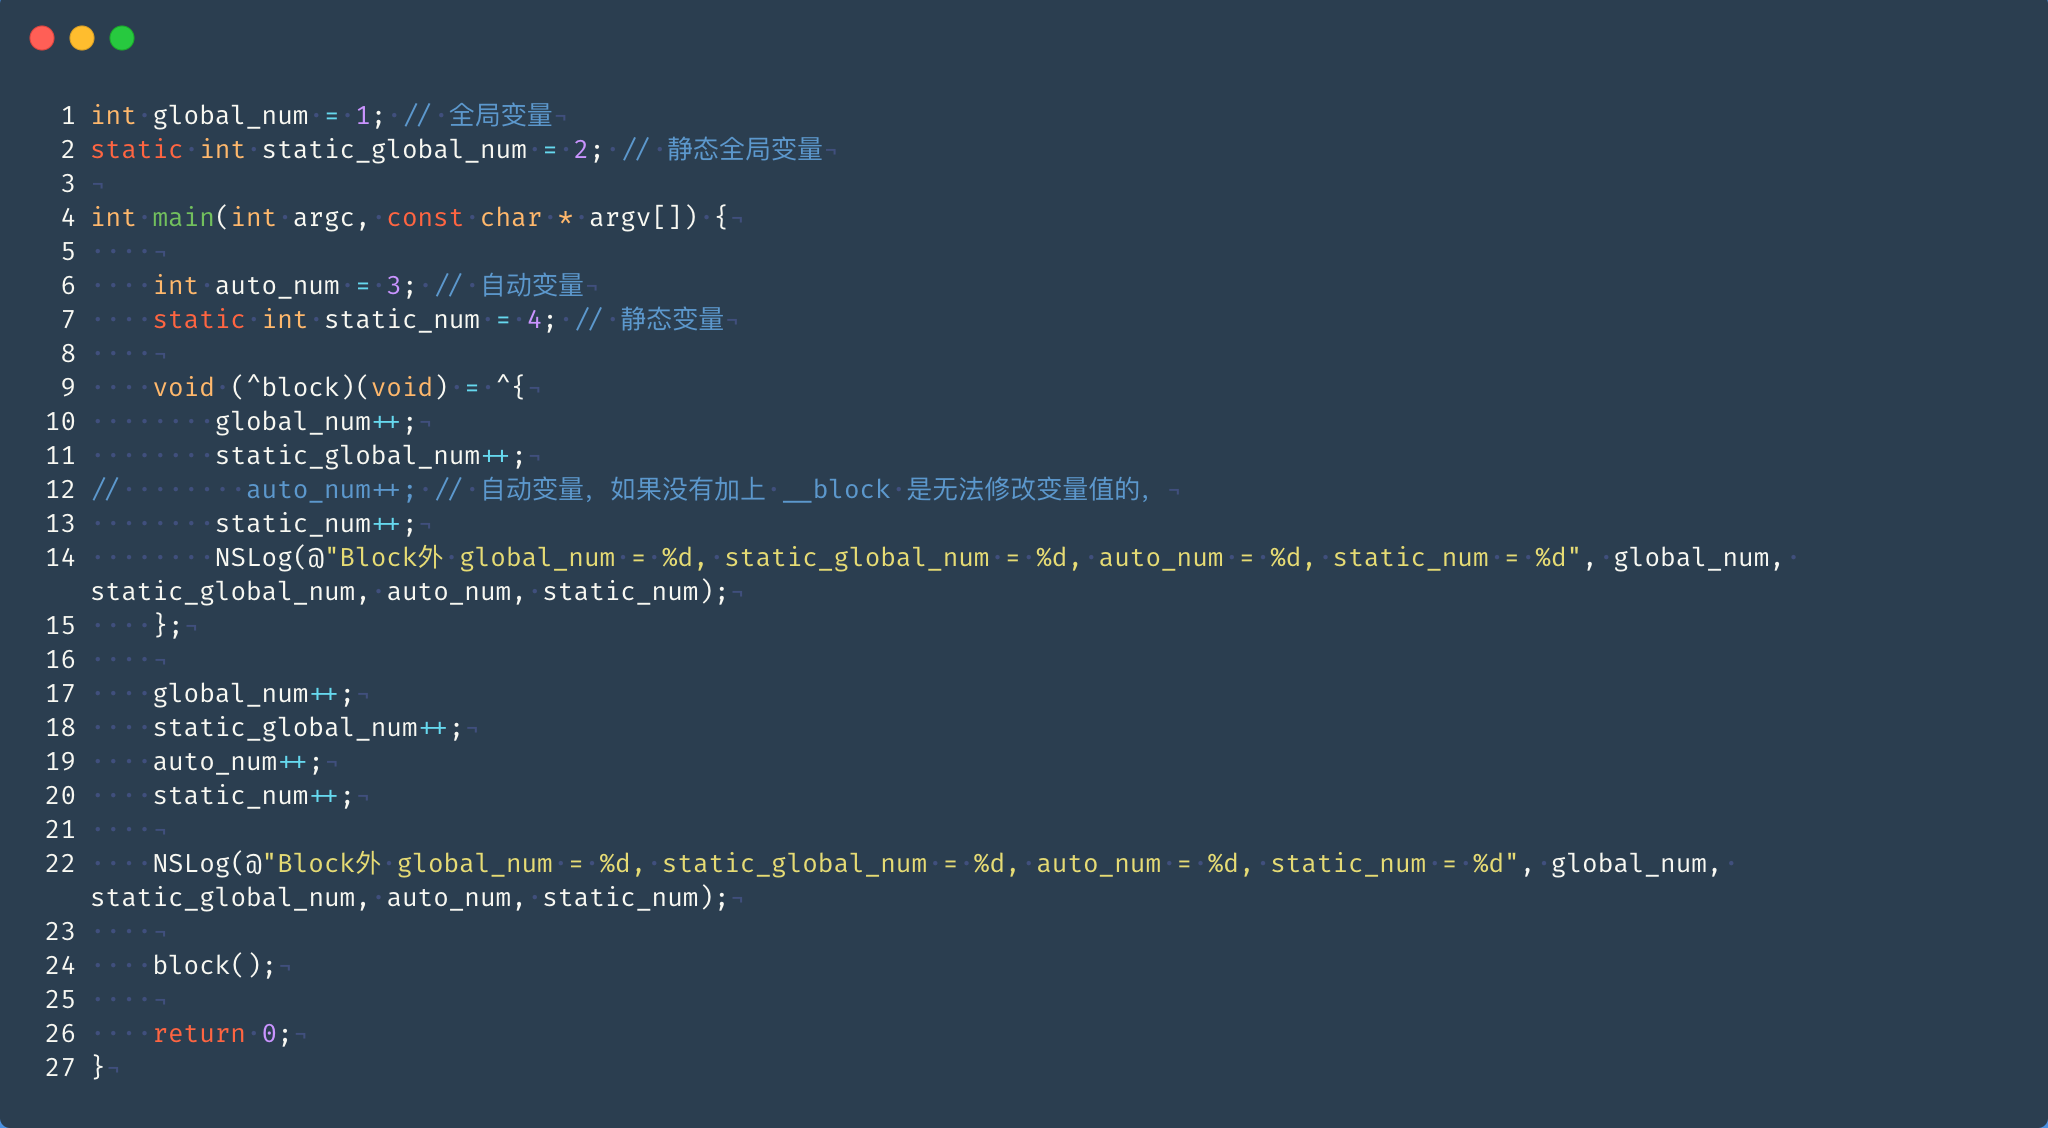 1 int global_num = 1; // 全局变量
2 static int static_global_num = 2; // 静态全局变量
3
4 int main(int argc, const char * argv[]) {
5
6     int auto_num = 3; // 自动变量
7     static int static_num = 4; // 静态变量
8
9     void (^block)(void) = ^{
10         global_num++;
11         static_global_num++;
12 //        auto_num++; // 自动变量，如果没有加上 __block 是无法修改变量值的，
13         static_num++;
14         NSLog(@"Block外 global_num = %d, static_global_num = %d, auto_num = %d, static_num = %d", global_num,
static_global_num, auto_num, static_num);
15     };
16
17     global_num++;
18     static_global_num++;
19     auto_num++;
20     static_num++;
21
22     NSLog(@"Block外 global_num = %d, static_global_num = %d, auto_num = %d, static_num = %d", global_num,
static_global_num, auto_num, static_num);
23
24     block();
25
26     return 0;
27 }